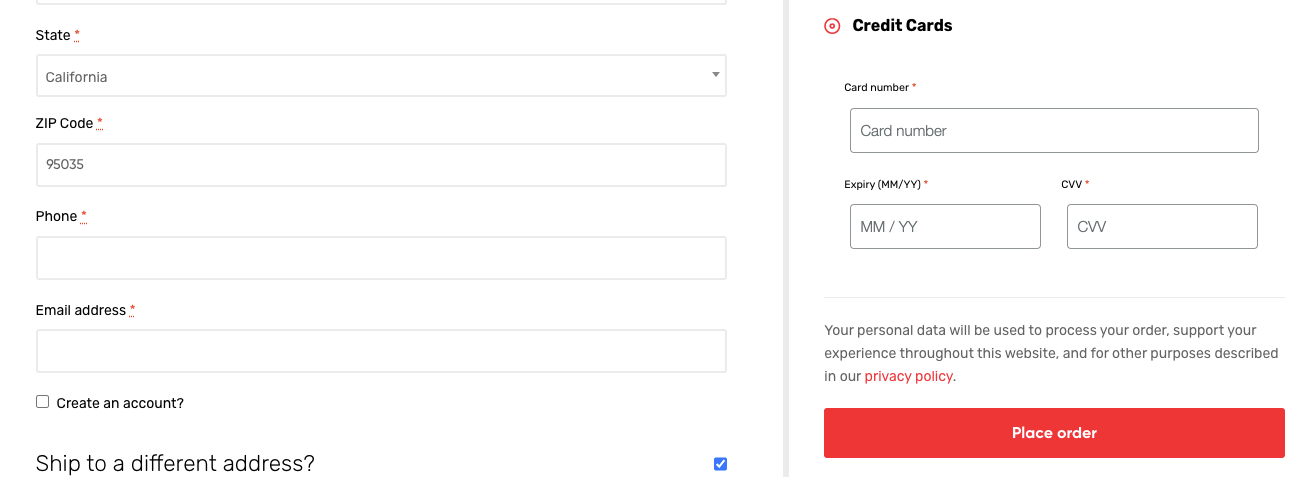 State *
California
ZIP Code *
95035
Phone *
Email address *
Create an account?
Ship to a different address?
Credit Cards
Card number *
Card number
Expiry (MM/YY) *
CVV *
MM / YY
CVV
Your personal data will be used to process your order, support your
experience throughout this website, and for other purposes described
in our privacy policy.
Place order